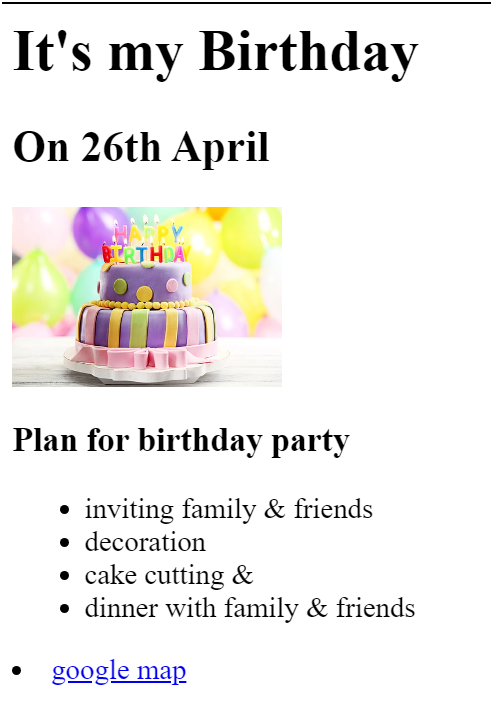 It's my Birthday
On 26th April
HAPPY
BIRTHDAY
Plan for birthday party
inviting family & friends
decoration
cake cutting &
dinner with family & friends
google map